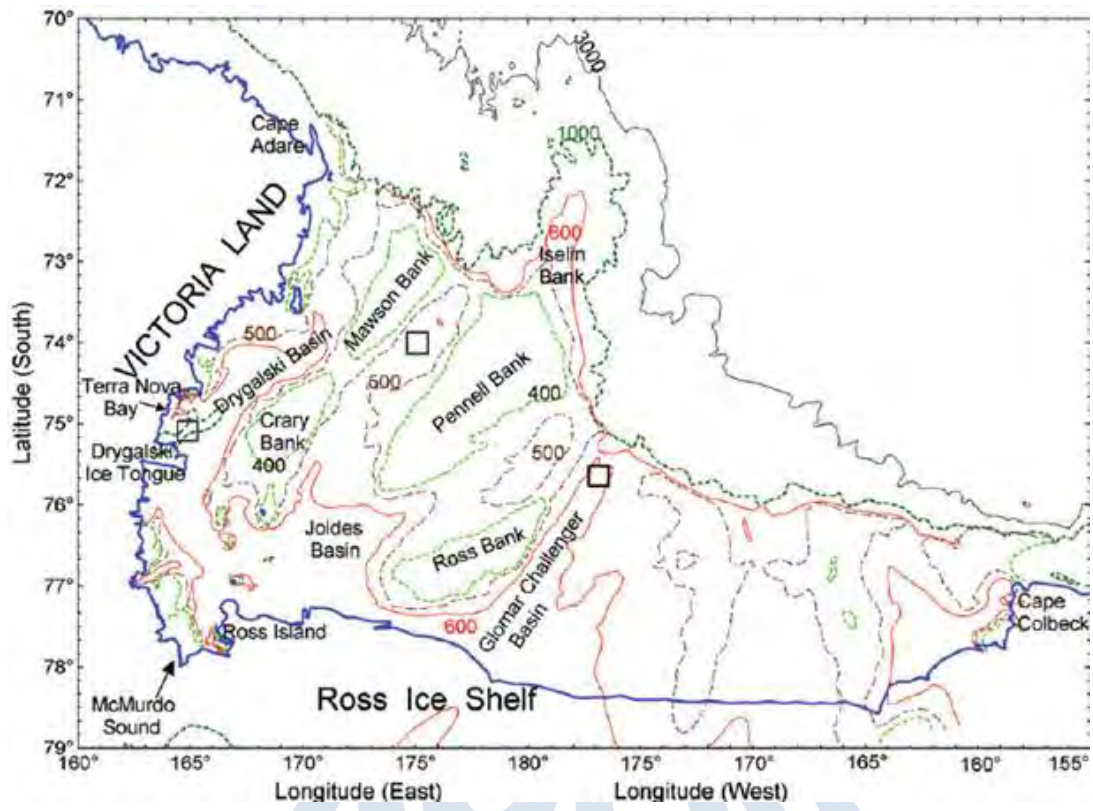 70°
71°
72°
73°
74°
75°
76°
77°
78°
79°
Latitude (South)
3000
1000
Cape
Adare
VICTORIA LAND
600
Iselin
Bank
Mawson Bank
500
Drygalski Basin
500
Pennell Bank
Terra Nova
Bay
Crary
Bank
400
400
Drygalski
Ice Tongue
500
Joides
Basin
Ross Bank
Glomar Challenger
Basin
600
Ross Island
Cape
Colbeck
McMurdo
Sound
Ross Ice Shelf
160°
165°
170°
175°
180°
175°
170°
165°
160°
155°
Longitude (East)
Longitude (West)